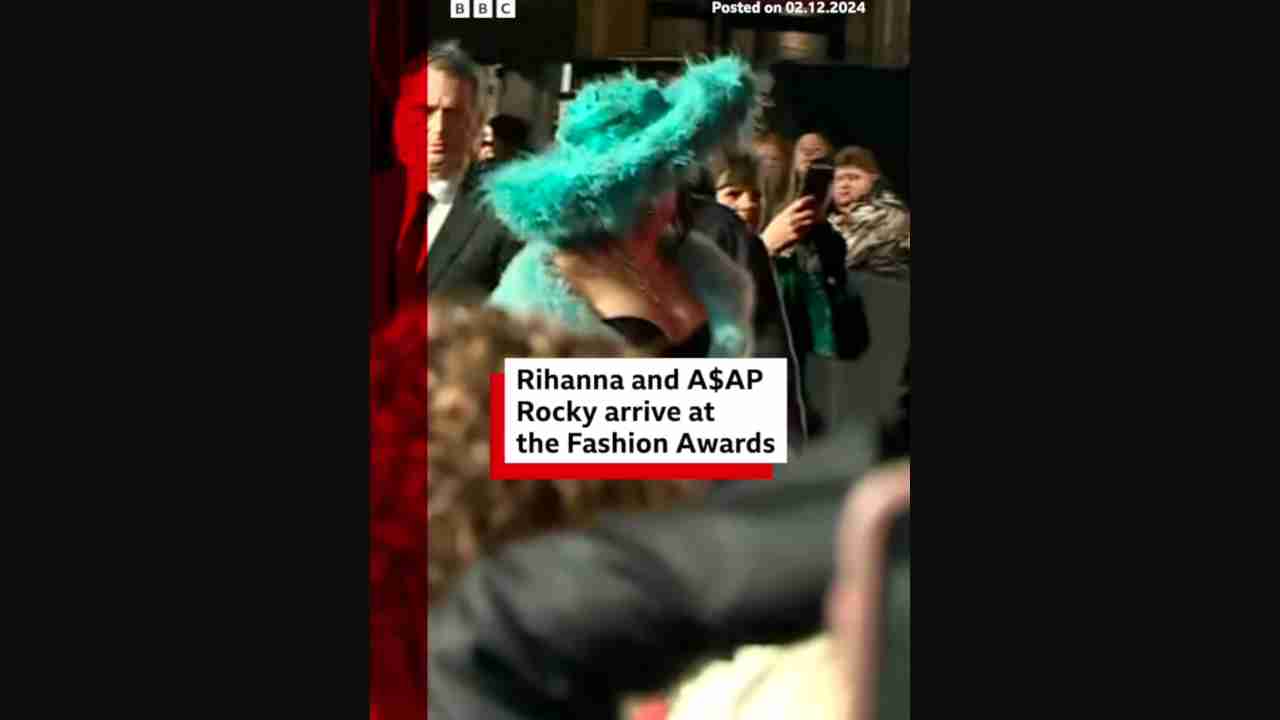 BBC
Posted on 02.12.2024
Rihanna and A$AP
Rocky arrive at
the Fashion Awards